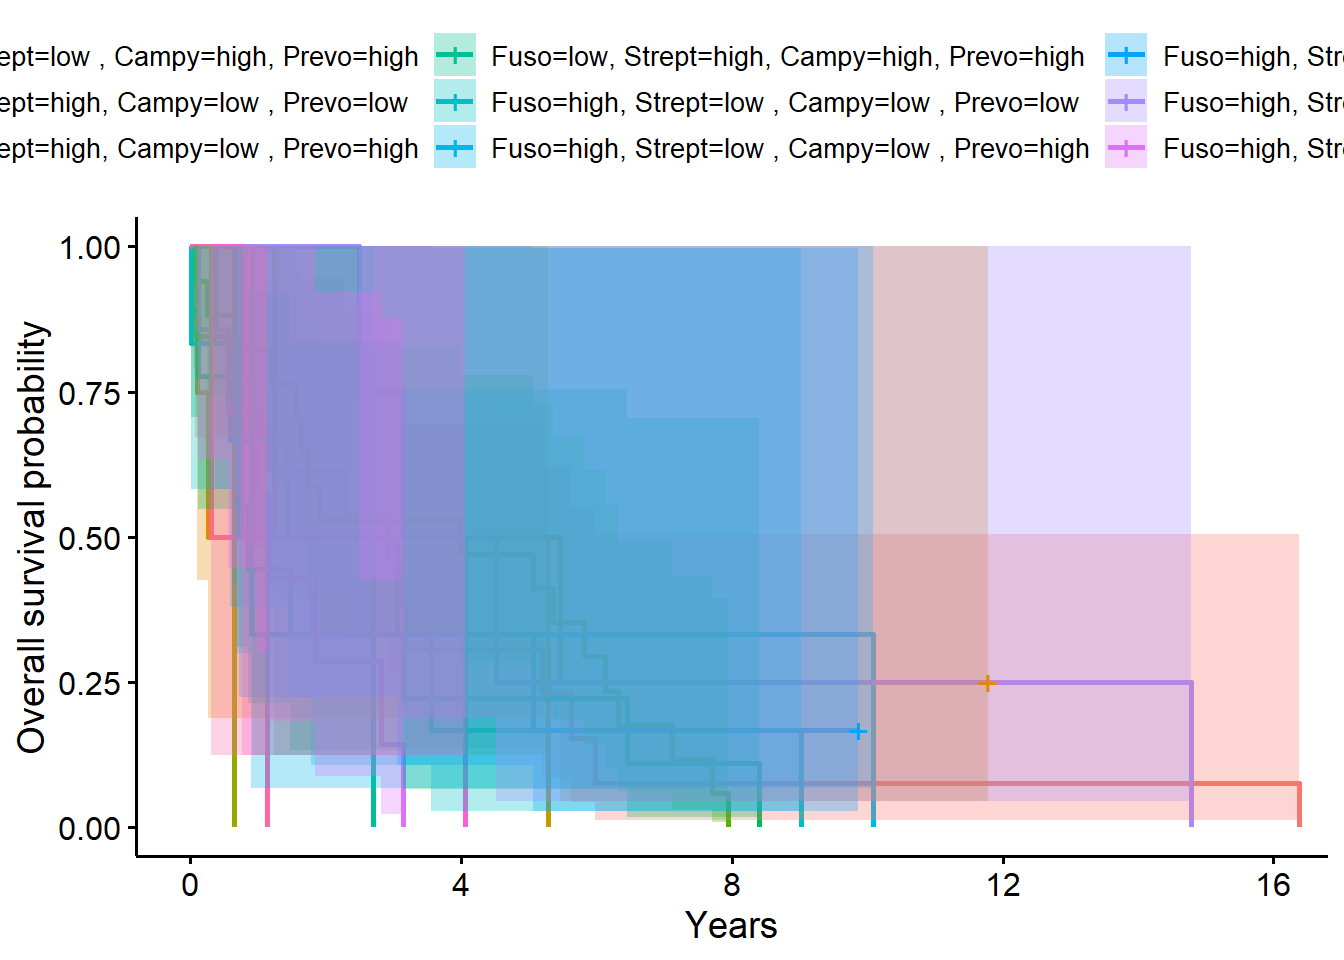 ept=low , Campy=high, Prevo=high Fuso=low, Strept=high, Campy=high, Prevo=high Fuso=high, Stre
ept=high, Campy=low , Prevo=low Fuso=high, Strept=low , Campy=low , Prevo=low Fuso=high, Stre
ept=high, Campy=low , Prevo=high Fuso=high, Strept=low , Campy=low , Prevo=high Fuso=high, Stre
Overall survival probability
1.00
0.75
0.50
0.25
0.00
0 4 8 12 16
Years